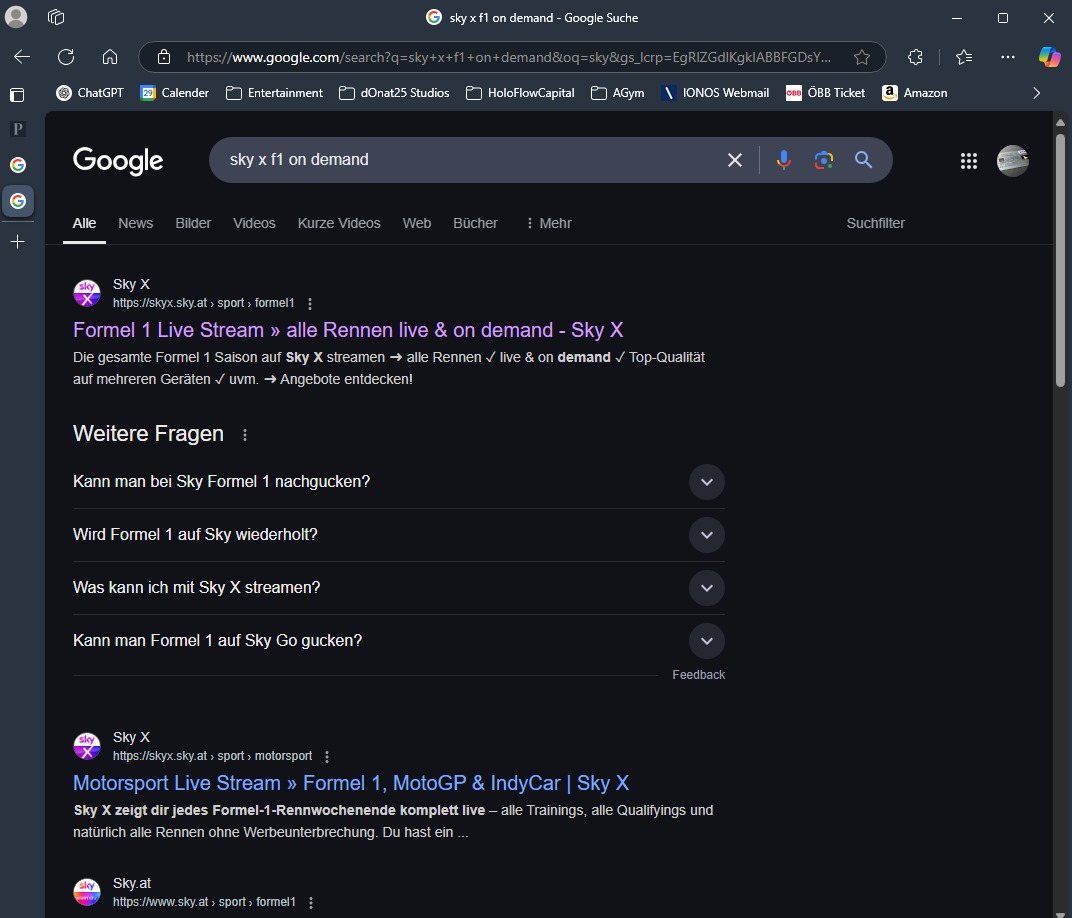 sky x f1 on demand - Google Suche
https://www.google.com/search?q=sky+x+f1+on+demand&oq=sky&gs_lcrp=EgRlZGdlKgkIABBFGDsY...
ChatGPT
29
Calender
Entertainment
dOnat25 Studios
HoloFlowCapital
AGym
IONOS Webmail
ÖBB
ÖBB Ticket
a
Amazon
P
Google
sky x f1 on demand
Alle
News
Bilder
Videos
Kurze Videos
Web
Bücher
Mehr
Suchfilter
sky X
Sky X
https://skyx.sky.at › sport › formel1
Formel 1 Live Stream » alle Rennen live & on demand - Sky X
Die gesamte Formel 1 Saison auf Sky X streamen ➔ alle Rennen ✓ live & on demand ✓ Top-Qualität
auf mehreren Geräten ✓ uvm. ➔ Angebote entdecken!
Weitere Fragen
Kann man bei Sky Formel 1 nachgucken?
Wird Formel 1 auf Sky wiederholt?
Was kann ich mit Sky X streamen?
Kann man Formel 1 auf Sky Go gucken?
Feedback
sky X
Sky X
https://skyx.sky.at › sport › motorsport
Motorsport Live Stream » Formel 1, MotoGP & IndyCar | Sky X
Sky X zeigt dir jedes Formel-1-Rennwochenende komplett live – alle Trainings, alle Qualifyings und
natürlich alle Rennen ohne Werbeunterbrechung. Du hast ein ...
sky
Sky.at
https://www.sky.at › sport › formel1